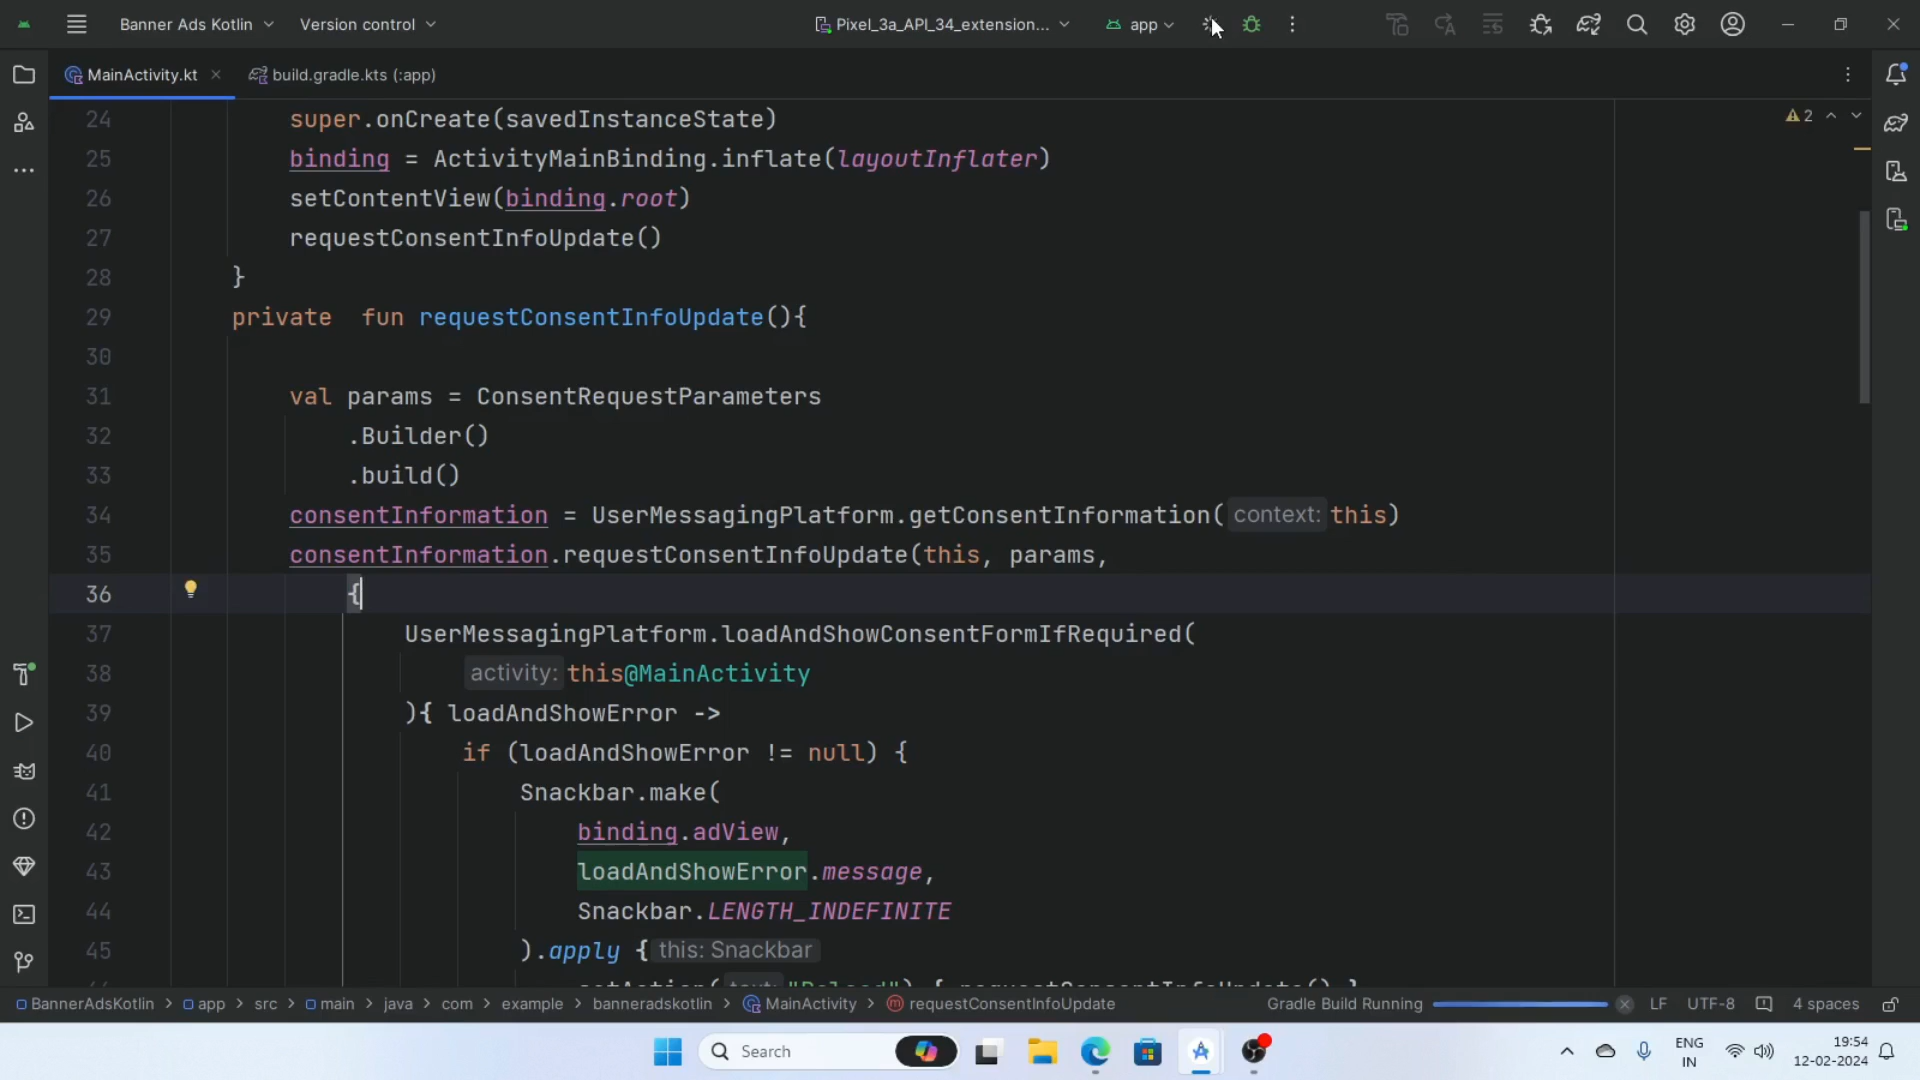 Banner Ads Kotlin Version control Pixel_3a_API_34_extension... app
MainActivity.kt build.gradle.kts (:app)
2
24 super.onCreate(savedInstanceState)
25 binding = ActivityMainBinding.inflate(layoutInflater)
26 setContentView(binding.root)
27 requestConsentInfoUpdate()
28 }
29 private fun requestConsentInfoUpdate(){
30
31 val params = ConsentRequestParameters
32 .Builder()
33 .build()
34 consentInformation = UserMessagingPlatform.getConsentInformation( context: this)
35 consentInformation.requestConsentInfoUpdate(this, params,
36 {
37 UserMessagingPlatform.loadAndShowConsentFormIfRequired(
38 activity: this@MainActivity
39 ){ loadAndShowError ->
40 if (loadAndShowError != null) {
41 Snackbar.make(
42 binding.adView,
43 loadAndShowError.message,
44 Snackbar.LENGTH_INDEFINITE
45 ).apply { this: Snackbar
BannerAdsKotlin > app > src > main > java > com > example > banneradskotlin > MainActivity > requestConsentInfoUpdate Gradle Build Running LF UTF-8 4 spaces
Search ENG IN 19:54 12-02-2024